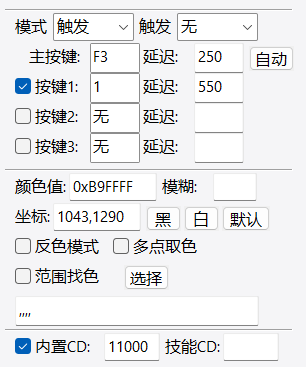 模式 触发 触发 无
主按键: F3 延迟: 250 自动
按键1: 1 延迟: 550
按键2: 无 延迟:
按键3: 无 延迟:
颜色值: 0xB9FFFF 模糊:
坐标: 1043,1290 黑 白 默认
反色模式 多点取色
范围找色 选择
,,,,
内置CD: 11000 技能CD: